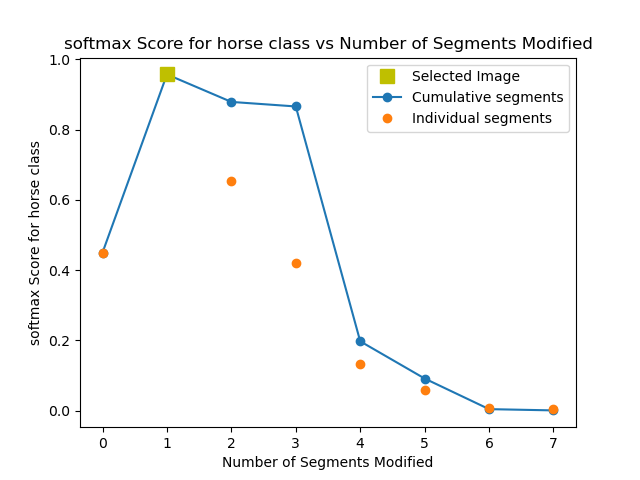 softmax Score for horse class vs Number of Segments Modified
1.0
0.8
0.6
0.4
0.2
0.0
softmax Score for horse class
Selected Image
Cumulative segments
Individual segments
0 1 2 3 4 5 6 7
Number of Segments Modified